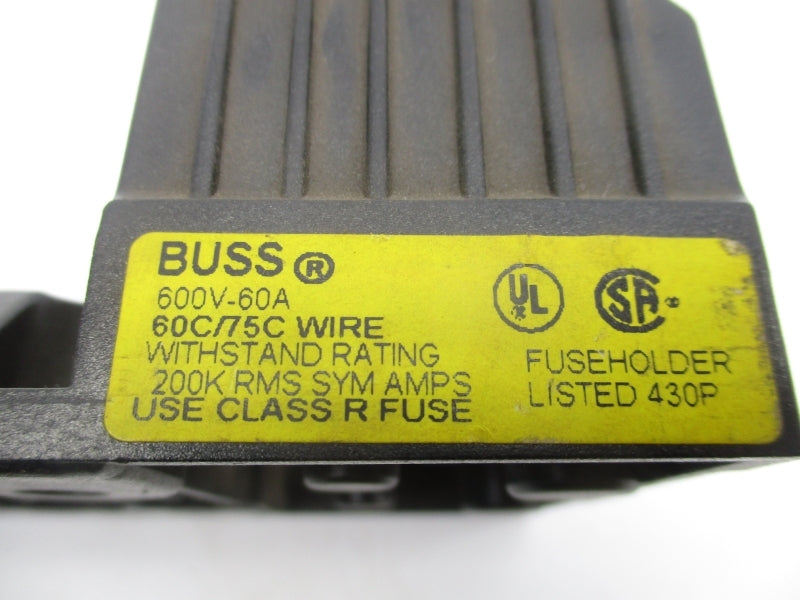 BUSS ®
600V-60A
60C/75C WIRE
WITHSTAND RATING
200K RMS SYM AMPS
USE CLASS R FUSE
UL SA
FUSEHOLDER
LISTED 430P